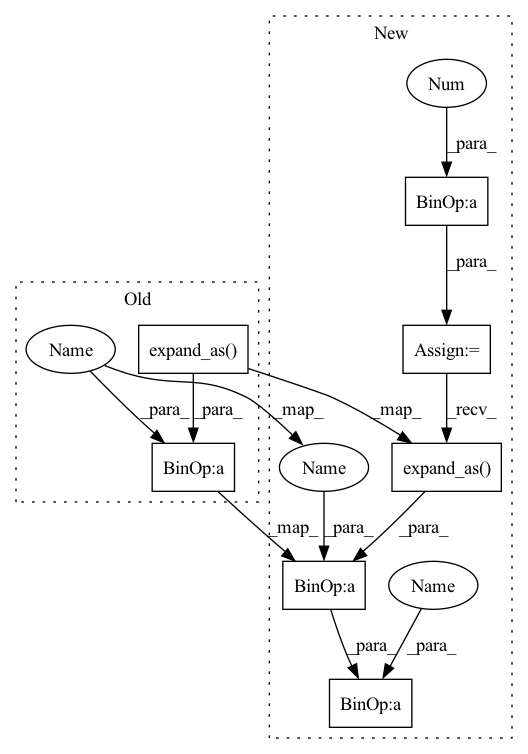 New
Num
_para_
BinOp:a
_para_
Old
Name
expand_as()
Assign:=
_para_
_para_
_map_
_map_
_recv_
BinOp:a
Name
expand_as()
_map_
_para_
_para_
BinOp:a
Name
_para_
_para_
BinOp:a